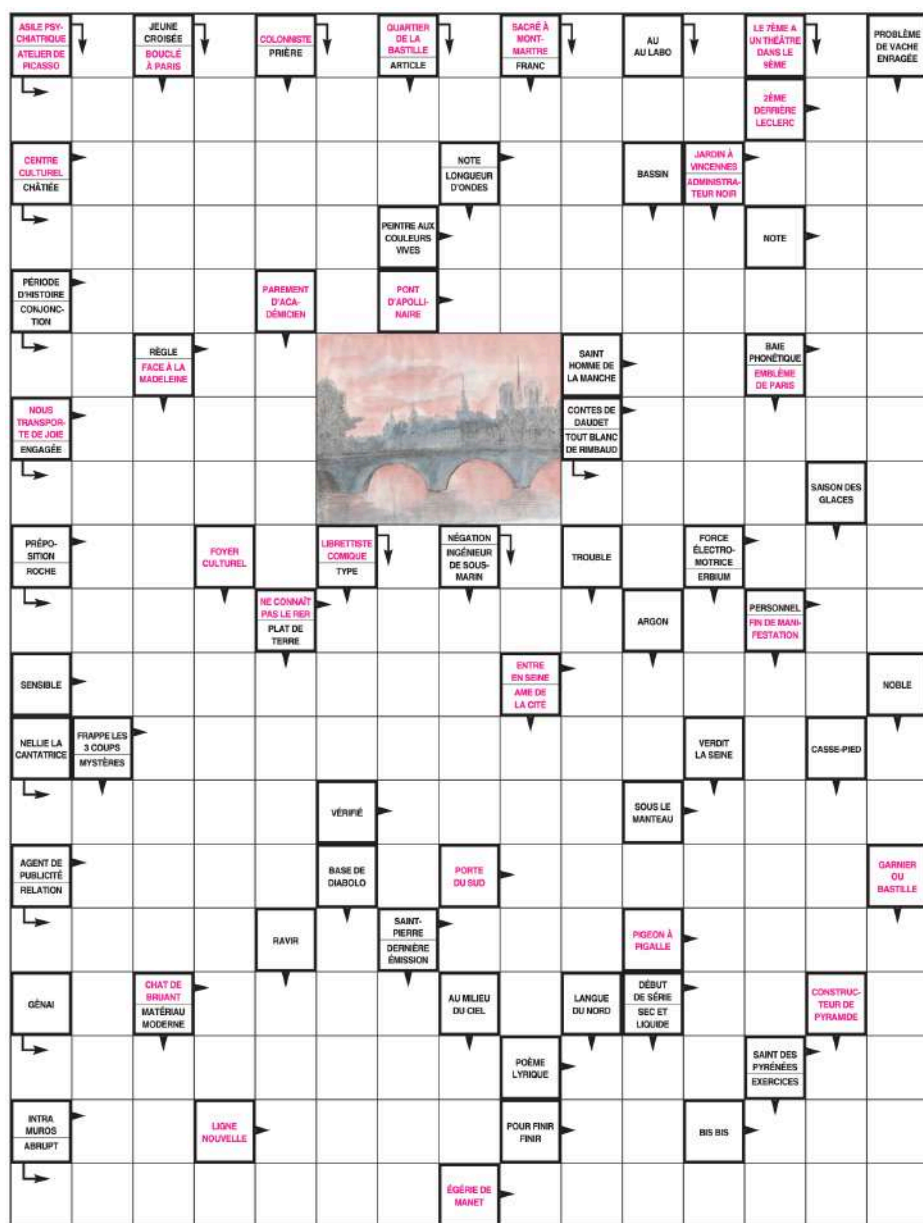 ASILE PSY-
CHIATRIQUE
ATELIER DE
PICASSO
JEUNE
CROISÉE
BOUCLÉ
À PARIS
COLONNISTE
PRIÈRE
QUARTIER
DE LA
BASTILLE
ARTICLE
SACRÉ À
MONT-
MARTRE
FRANC
AU
AU LABO
LE 7ÈME A
UN THÉÂTRE
DANS LE
9ÈME
PROBLÈME
DE VACHE
ENRAGÉE
2ÈME
DERRIÈRE
LECLERC
CENTRE
CULTUREL
CHÂTIÉE
NOTE
LONGUEUR
D'ONDES
BASSIN
JARDIN À
VINCENNES
ADMINISTRA-
TEUR NOIR
PEINTRE AUX
COULEURS
VIVES
NOTE
PÉRIODE
D'HISTOIRE
CONJONC-
TION
PAREMENT
D'ACA-
DÉMICIEN
PONT
D'APOLLI-
NAIRE
RÈGLE
FACE À LA
MADELEINE
SAINT
HOMME DE
LA MANCHE
BAIE
PHONÉTIQUE
EMBLÈME
DE PARIS
NOUS
TRANSPOR-
TE DE JOIE
ENGAGÉE
CONTES DE
DAUDET
TOUT BLANC
DE RIMBAUD
SAISON DES
GLACES
PRÉPO-
SITION
ROCHE
FOYER
CULTUREL
LIBRETTISTE
COMIQUE
TYPE
NÉGATION
INGÉNIEUR
DE SOUS-
MARIN
TROUBLE
FORCE
ÉLECTRO-
MOTRICE
ERBIUM
NE CONNAÎT
PAS LE RER
PLAT DE
TERRE
ARGON
PERSONNEL
FIN DE MANI-
FESTATION
SENSIBLE
ENTRE
EN SEINE
AME DE
LA CITÉ
NOBLE
NELLIE LA
CANTATRICE
FRAPPE LES
3 COUPS
MYSTÈRES
VERDIT
LA SEINE
CASSE-PIED
VÉRIFIÉ
SOUS LE
MANTEAU
AGENT DE
PUBLICITÉ
RELATION
BASE DE
DIABOLO
PORTE
DU SUD
GARNIER
OU
BASTILLE
RAVIR
SAINT-
PIERRE
DERNIÈRE
ÉMISSION
PIGEON À
PIGALLE
GÊNAI
CHAT DE
BRUANT
MATÉRIAU
MODERNE
AU MILIEU
DU CIEL
LANGUE
DU NORD
DÉBUT
DE SÉRIE
SEC ET
LIQUIDE
CONSTRUC-
TEUR DE
PYRAMIDE
POÈME
LYRIQUE
SAINT DES
PYRÉNÉES
EXERCICES
INTRA
MUROS
ABRUPT
LIGNE
NOUVELLE
POUR FINIR
FINIR
BIS BIS
ÉGÉRIE DE
MANET